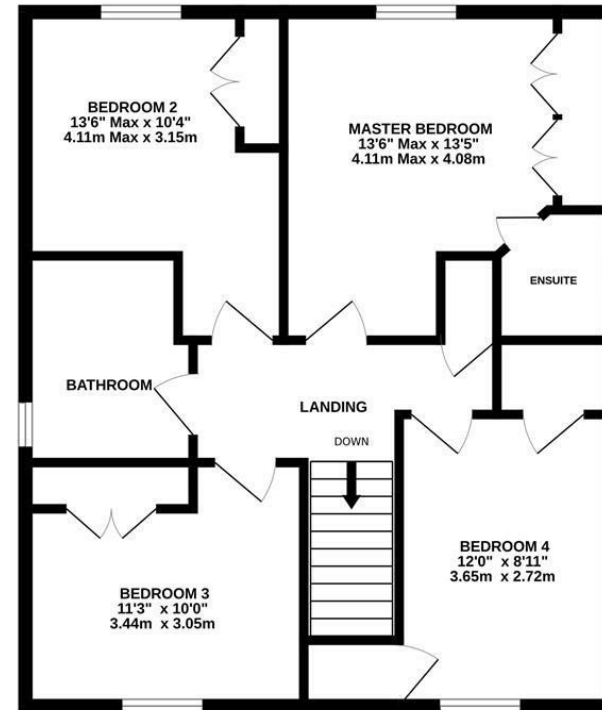 BEDROOM 2
13'6" Max x 10'4"
4.11m Max x 3.15m
MASTER BEDROOM
13'6" Max x 13'5"
4.11m Max x 4.08m
ENSUITE
BATHROOM
LANDING
DOWN
BEDROOM 3
11'3" x 10'0"
3.44m x 3.05m
BEDROOM 4
12'0" x 8'11"
3.65m x 2.72m